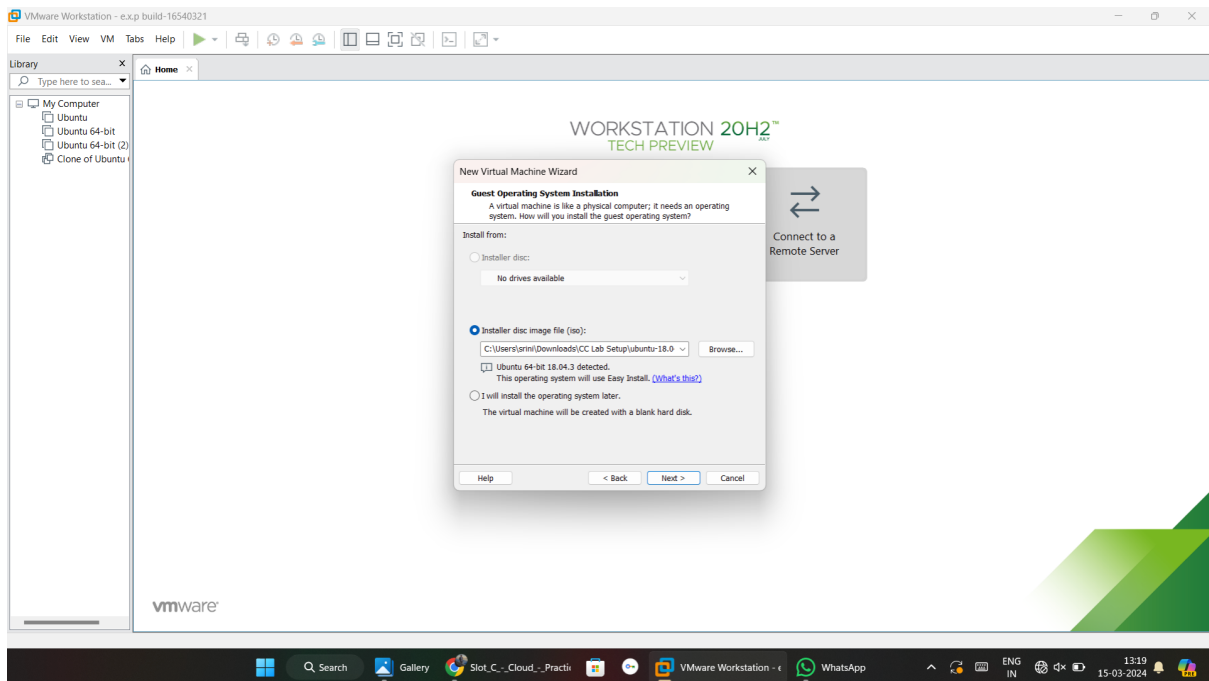 VMware Workstation - e.x.p build-16540321
File Edit View VM Tabs Help
Library
Type here to sea...
My Computer
Ubuntu
Ubuntu 64-bit
Ubuntu 64-bit (2)
Clone of Ubuntu
Home
WORKSTATION 20H2™
TECH PREVIEW JULY
New Virtual Machine Wizard
Guest Operating System Installation
A virtual machine is like a physical computer; it needs an operating
system. How will you install the guest operating system?
Install from:
Installer disc:
No drives available
Installer disc image file (iso):
C:\Users\srini\Downloads\CC Lab Setup\ubuntu-18.0
Browse...
Ubuntu 64-bit 18.04.3 detected.
This operating system will use Easy Install. (What's this?)
I will install the operating system later.
The virtual machine will be created with a blank hard disk.
Help < Back Next > Cancel
Connect to a
Remote Server
vmware
Search Gallery Slot_C_-_Cloud_-_Practi VMware Workstation - e WhatsApp
ENG
IN
13:19
15-03-2024
PRE